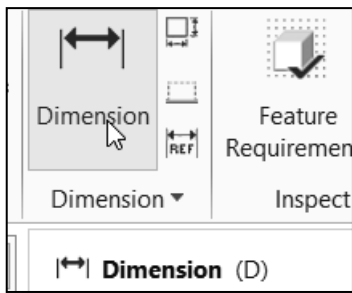 Dimension
REF
Feature
Requiremen
Dimension
Inspect
Dimension (D)